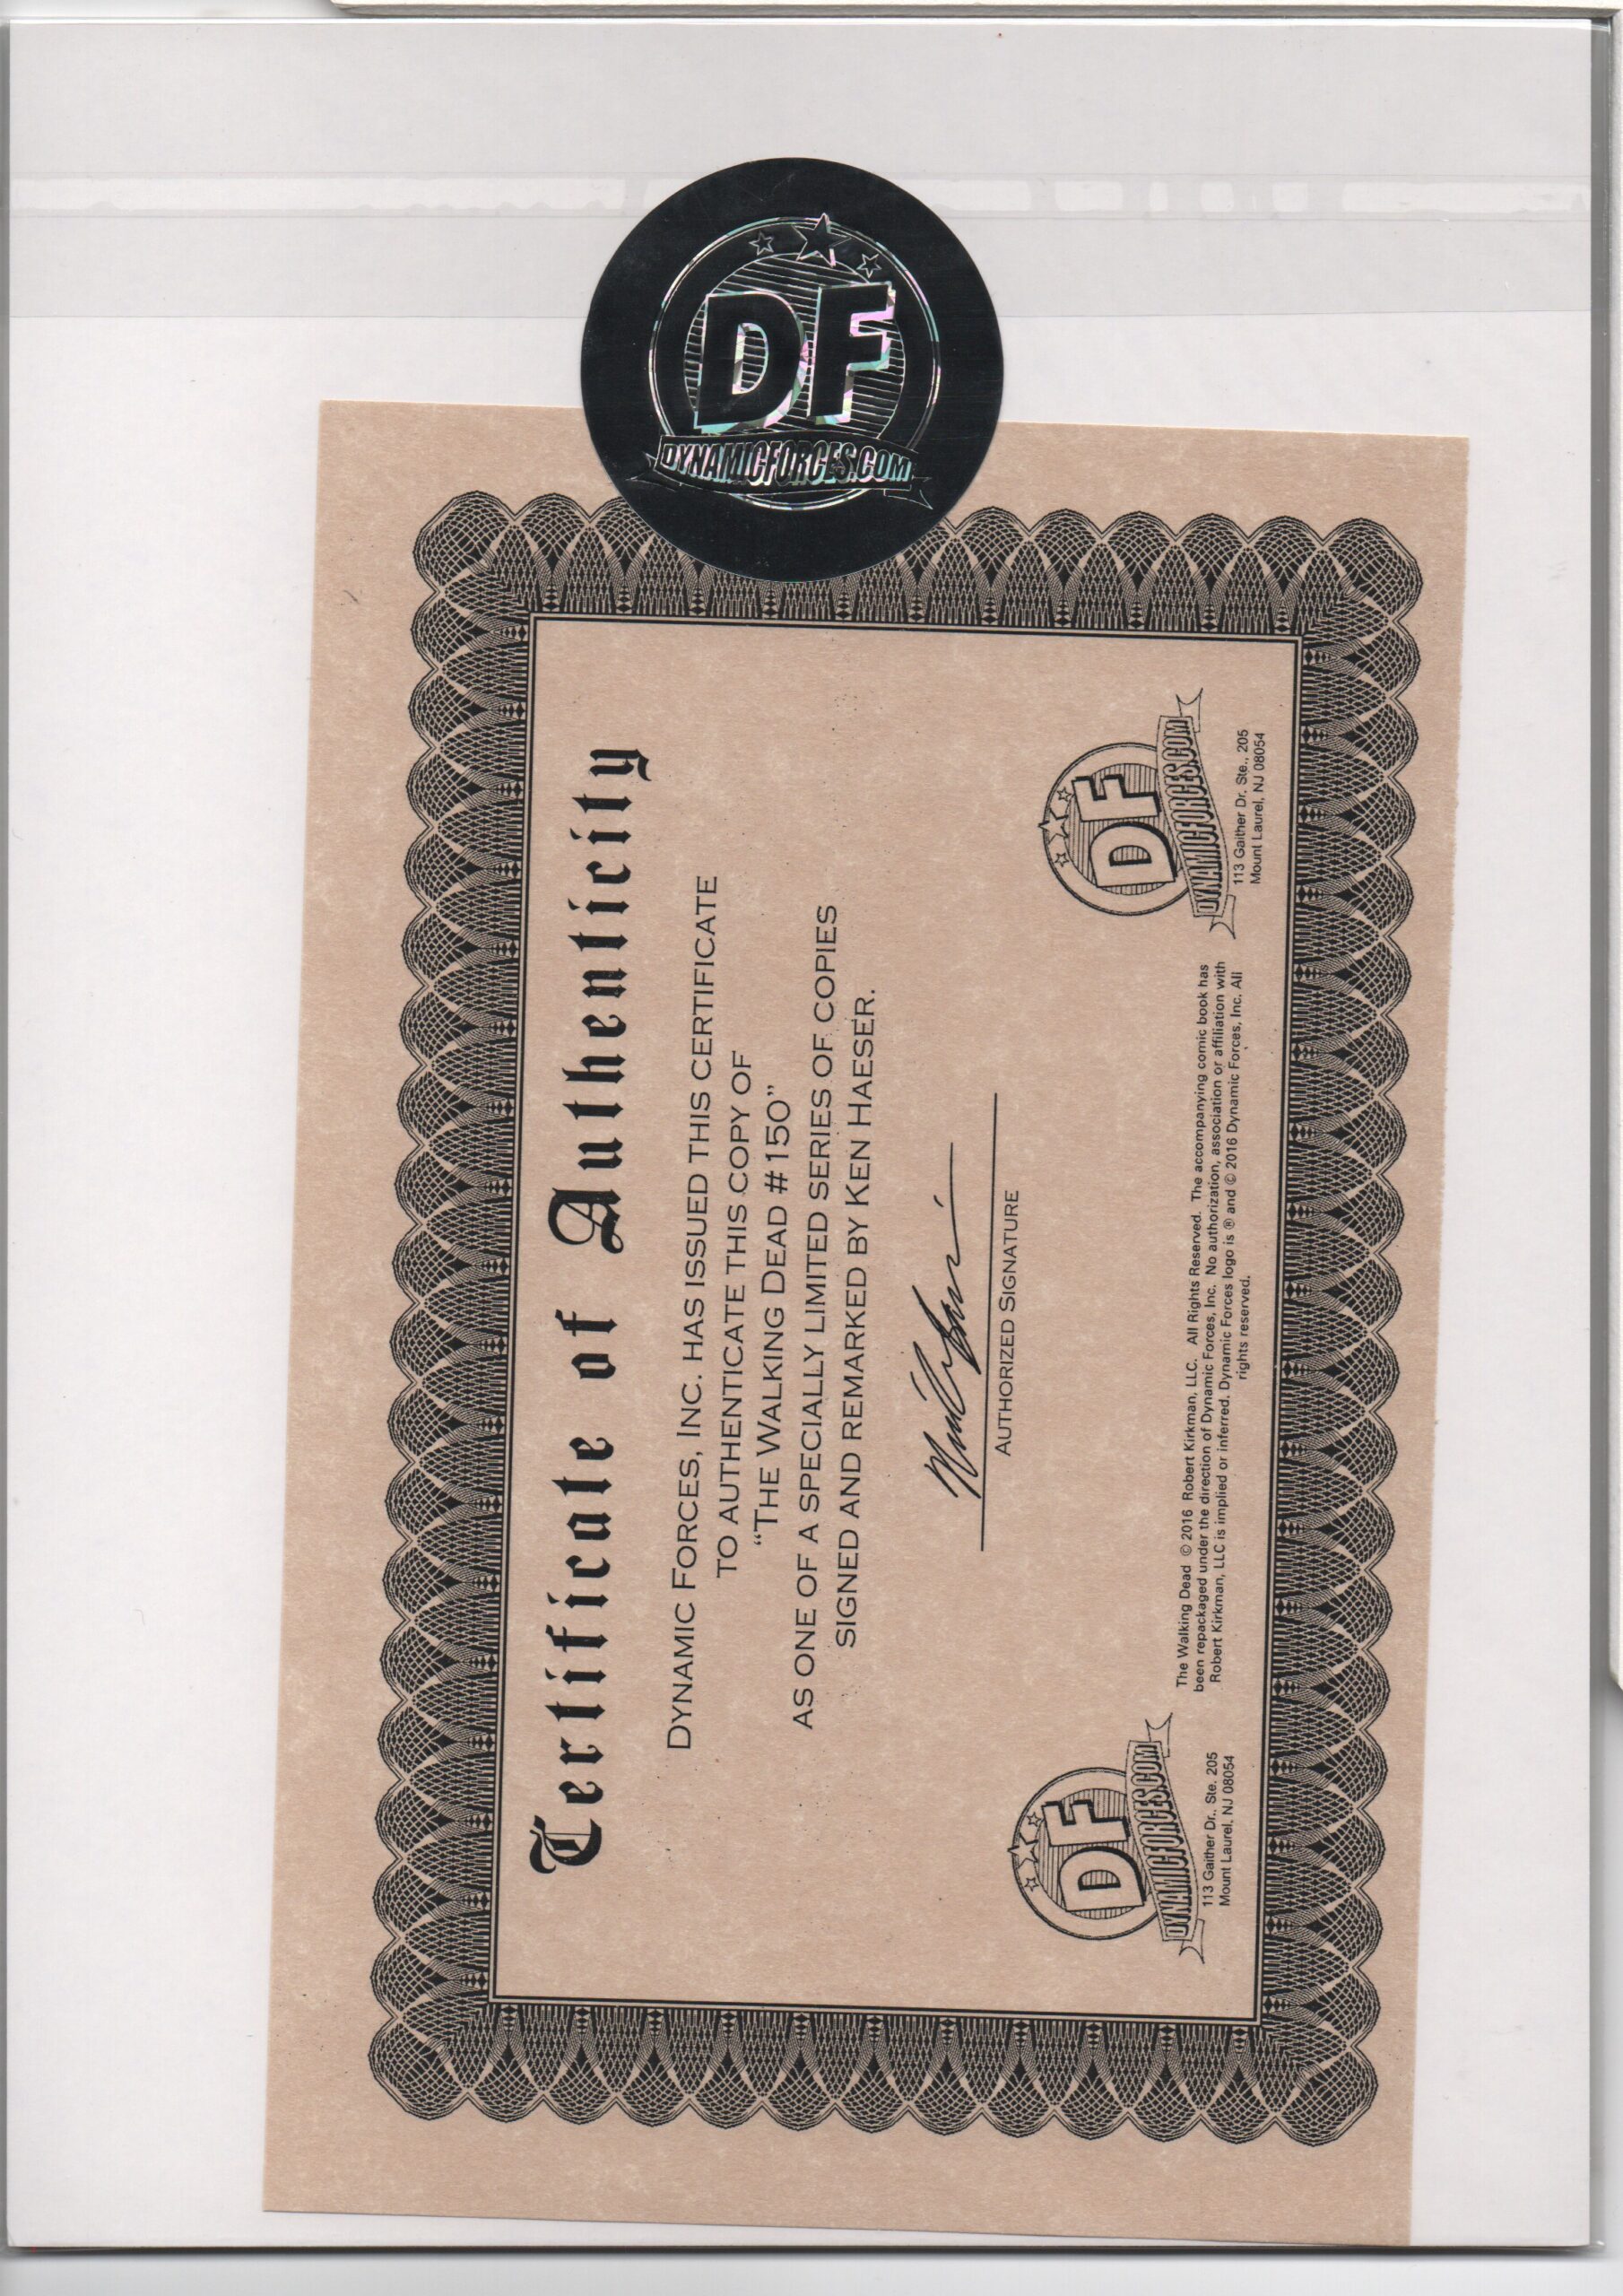 DF
DYNAMICFORCES.COM
Certificate of Authenticity
DYNAMIC FORCES, INC. HAS ISSUED THIS CERTIFICATE
TO AUTHENTICATE THIS COPY OF
“THE WALKING DEAD #150”
AS ONE OF A SPECIALLY LIMITED SERIES OF COPIES
SIGNED AND REMARKED BY KEN HAESER.
AUTHORIZED SIGNATURE
DF
DYNAMICFORCES.COM
113 Gaither Dr., Ste. 205
Mount Laurel, NJ 08054
The Walking Dead © 2016 Robert Kirkman, LLC. All Rights Reserved. The accompanying comic book has
been repackaged under the direction of Dynamic Forces, Inc. No authorization, association or affiliation with
Robert Kirkman, LLC is implied or inferred. Dynamic Forces logo is ® and © 2016 Dynamic Forces, Inc. All
rights reserved.
DF
DYNAMICFORCES.COM
113 Gaither Dr. Ste., 205
Mount Laurel, NJ 08054